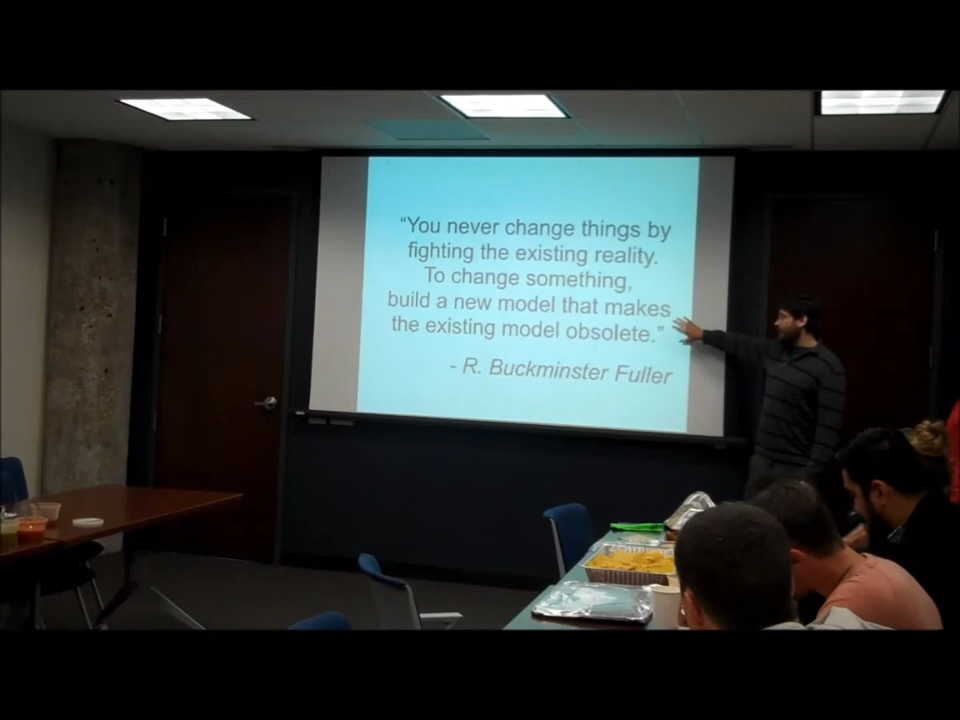 “You never change things by
fighting the existing reality.
To change something,
build a new model that makes
the existing model obsolete.”
- R. Buckminster Fuller